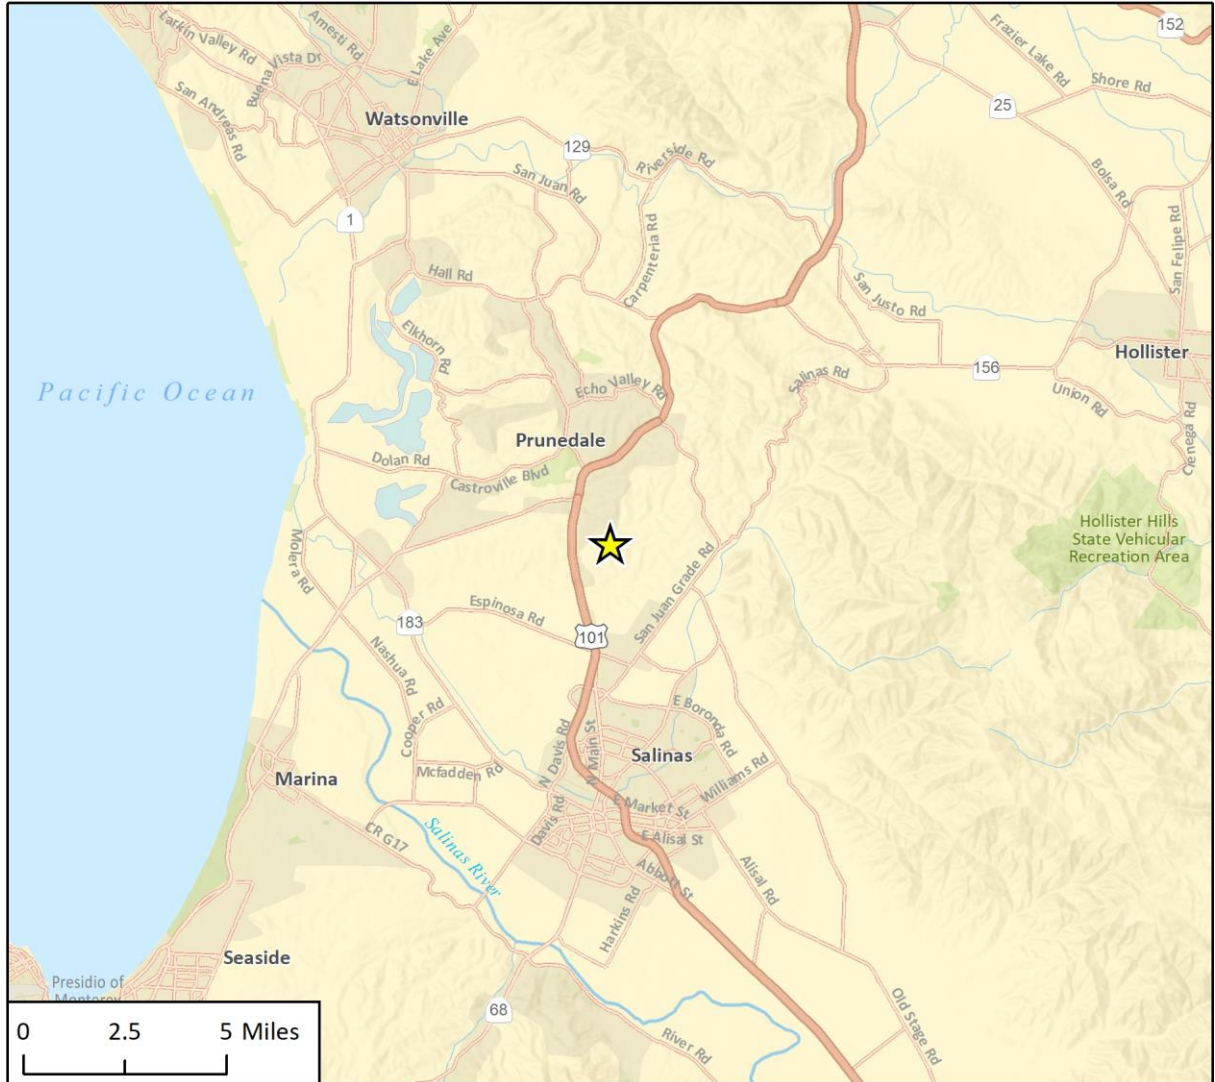 152
Larkin Valley Rd
Amesti Rd
Frazier Lake Rd
Buena Vista Dr
E Lake Ave
Shore Rd
San Andreas Rd
25
Watsonville
129
Riverside Rd
San Juan Rd
Bolsa Rd
1
Carpenteria Rd
San Felipe Rd
Hall Rd
San Justo Rd
Elkhorn Rd
Hollister
156
Pacific Ocean
Echo Valley Rd
Salinas Rd
Union Rd
Prunedale
Cienega Rd
Dolan Rd
Castroville Blvd
Hollister Hills
State Vehicular
Recreation Area
Molera Rd
San Juan Grade Rd
Espinosa Rd
183
101
Nashua Rd
Cooper Rd
E Boronda Rd
N Davis Rd
N Main St
Salinas
Marina
Mcfadden Rd
Williams Rd
E Market St
Davis Rd
CR G17
Salinas River
E Alisal St
Abbott St
Alisal Rd
Harkins Rd
Seaside
Presidio of
Monterey
68
Old Stage Rd
River Rd
0 2.5 5 Miles